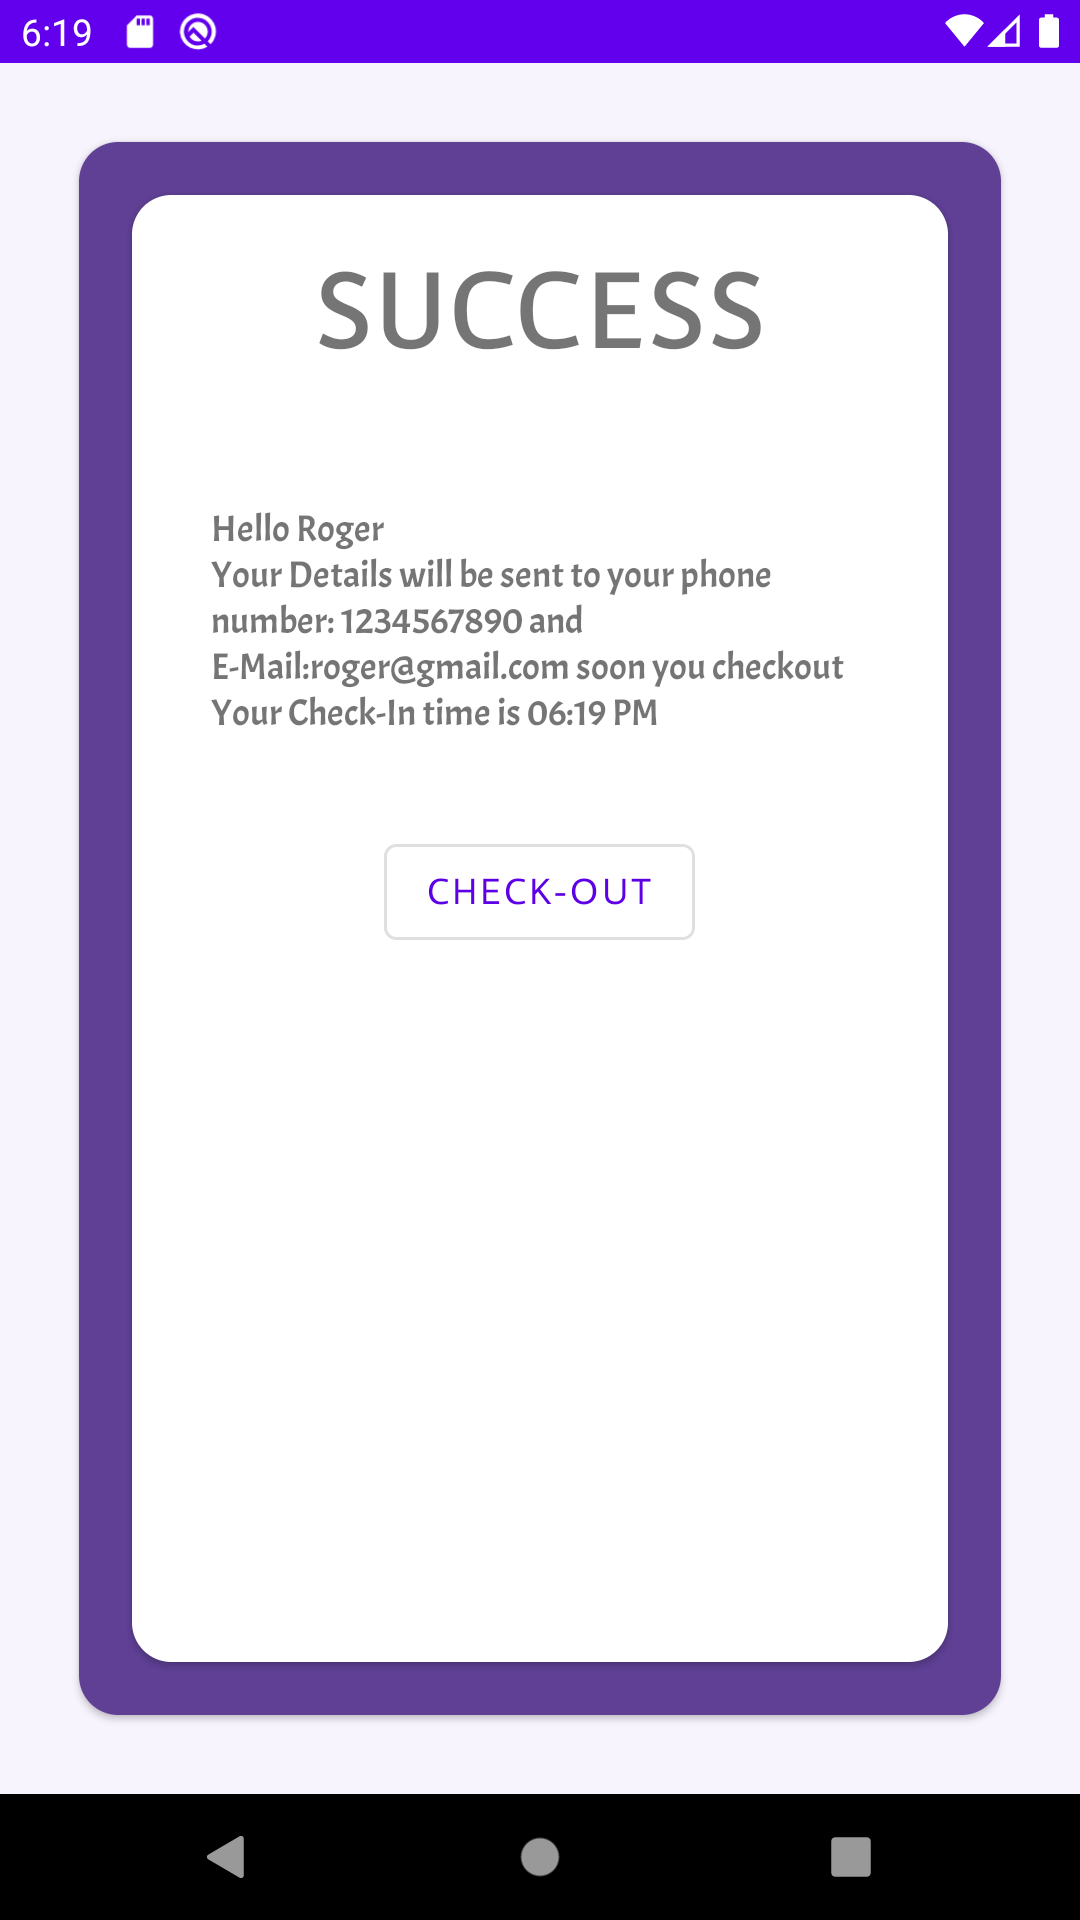 6:19
SUCCESS
Hello Roger
Your Details will be sent to your phone
number: 1234567890 and
E-Mail:roger@gmail.com soon you checkout
Your Check-In time is 06:19 PM
CHECK-OUT